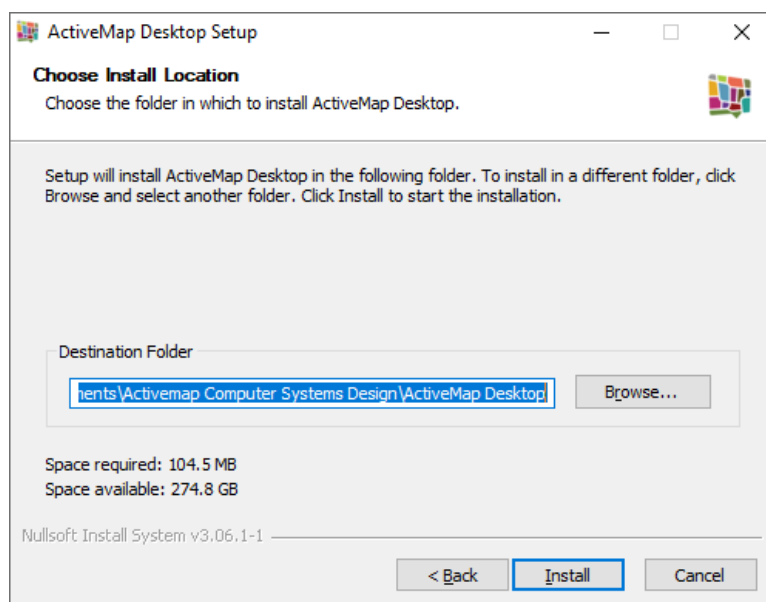 ActiveMap Desktop Setup
Choose Install Location
Choose the folder in which to install ActiveMap Desktop.
Setup will install ActiveMap Desktop in the following folder. To install in a different folder, click
Browse and select another folder. Click Install to start the installation.
Destination Folder
ments\Activemap Computer Systems Design\ActiveMap Desktop
Browse...
Space required: 104.5 MB
Space available: 274.8 GB
Nullsoft Install System v3.06.1-1
< Back
Install
Cancel